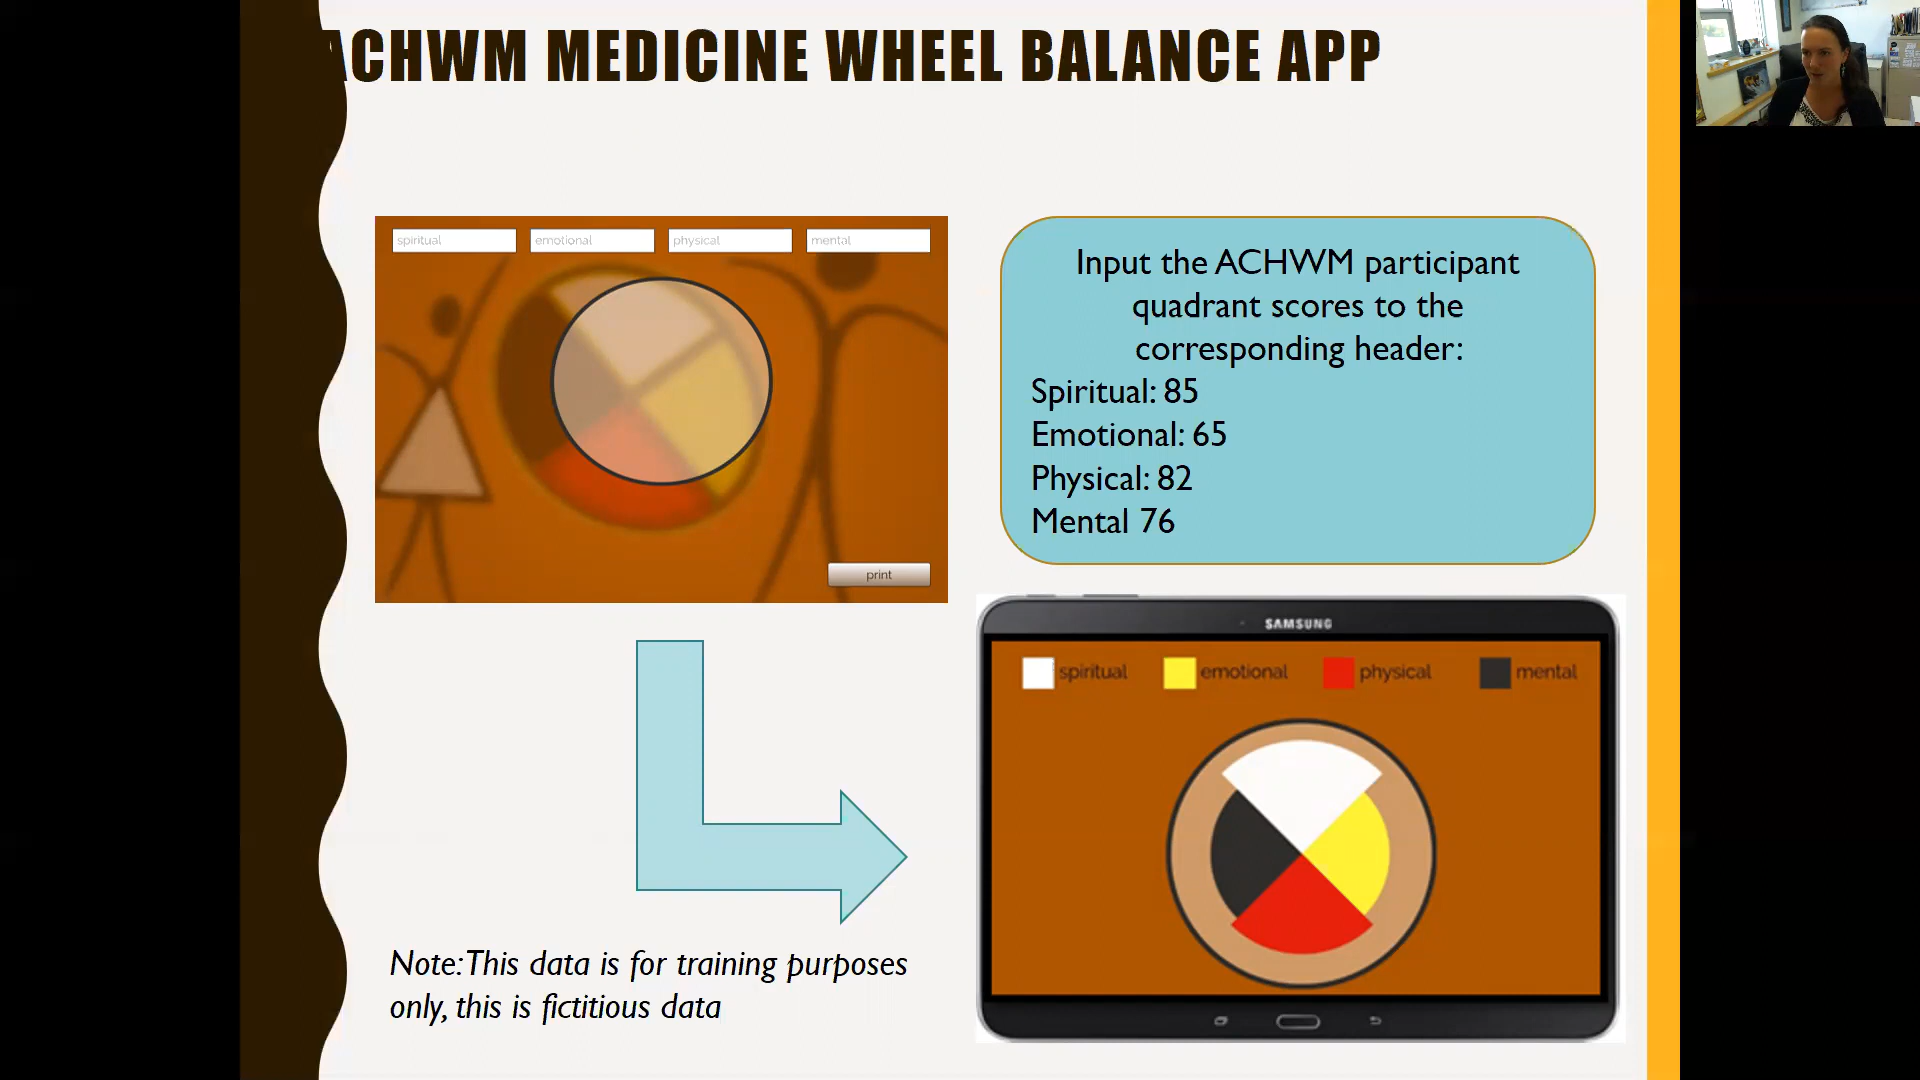 ACHWM MEDICINE WHEEL BALANCE APP
spiritual
emotional
physical
mental
print
Input the ACHWM participant
quadrant scores to the
corresponding header:
Spiritual: 85
Emotional: 65
Physical: 82
Mental 76
SAMSUNG
spiritual
emotional
physical
mental
Note: This data is for training purposes
only, this is fictitious data